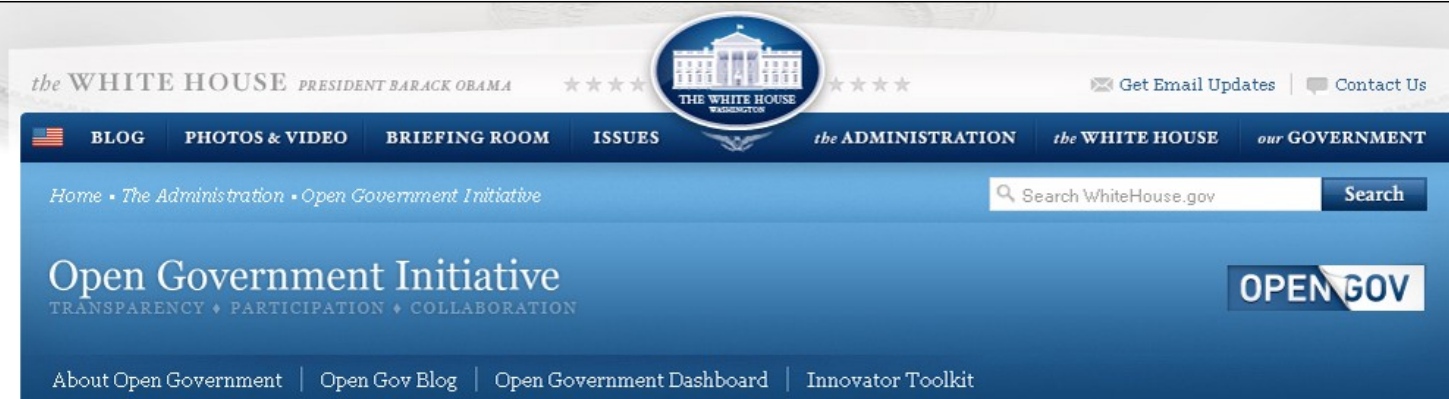 the WHITE HOUSE PRESIDENT BARACK OBAMA
THE WHITE HOUSE
WASHINGTON
Get Email Updates
Contact Us
BLOG PHOTOS & VIDEO BRIEFING ROOM ISSUES the ADMINISTRATION the WHITE HOUSE our GOVERNMENT
Home ▪ The Administration ▪ Open Government Initiative
Search WhiteHouse.gov
Search
Open Government Initiative
TRANSPARENCY ♦ PARTICIPATION ♦ COLLABORATION
OPEN GOV
About Open Government | Open Gov Blog | Open Government Dashboard | Innovator Toolkit